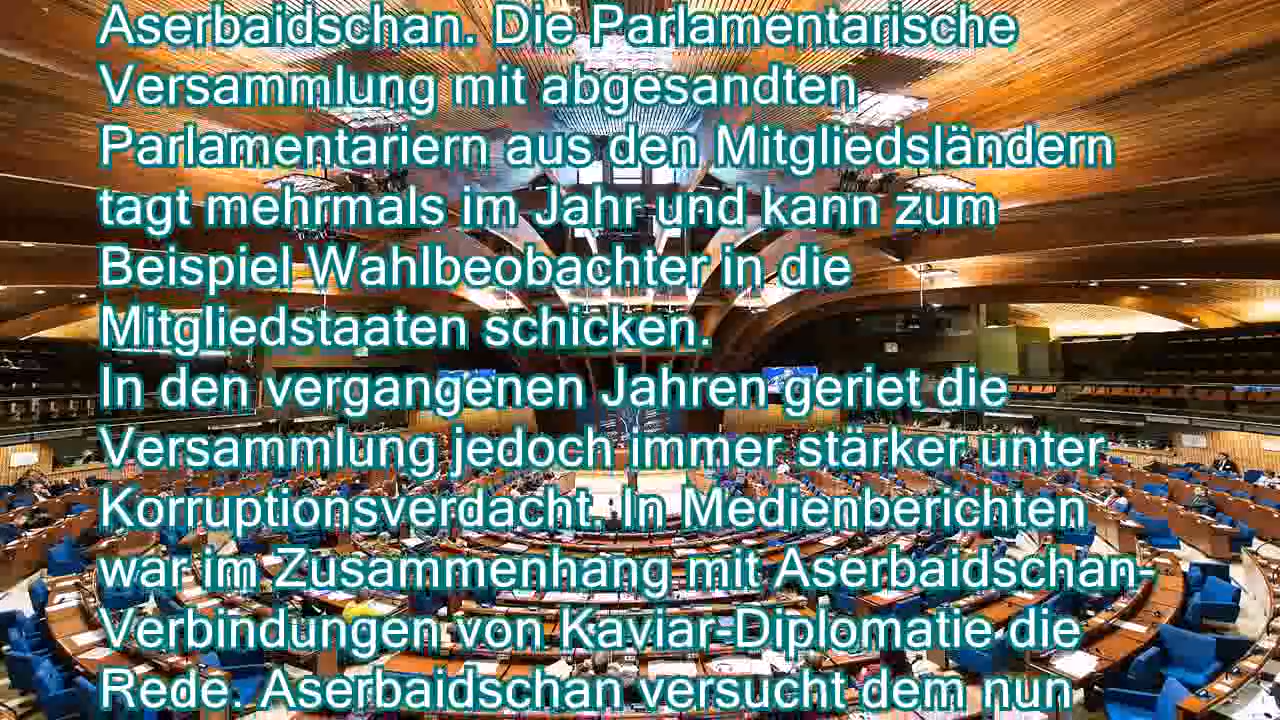 Aserbaidschan. Die Parlamentarische
Versammlung mit abgesandten
Parlamentariern aus den Mitgliedsländern
tagt mehrmals im Jahr und kann zum
Beispiel Wahlbeobachter in die
Mitgliedstaaten schicken.
In den vergangenen Jahren geriet die
Versammlung jedoch immer stärker unter
Korruptionsverdacht. In Medienberichten
war im Zusammenhang mit Aserbaidschan-
Verbindungen von Kaviar-Diplomatie die
Rede. Aserbaidschan versucht dem nun